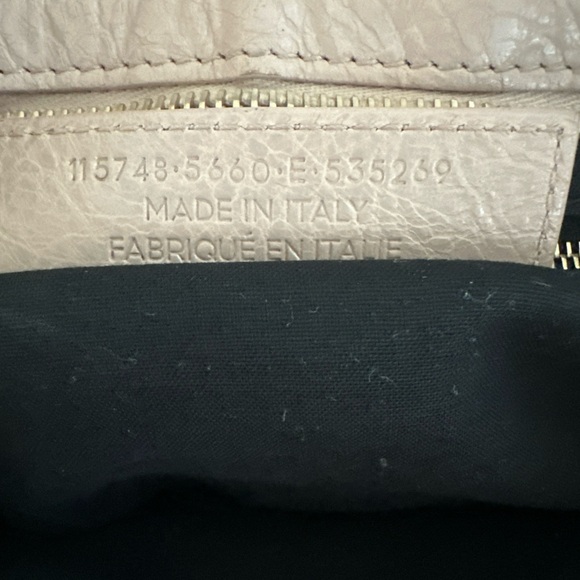 115748·5660·E·535269
MADE IN ITALY
FABRIQUÉ EN ITALIE